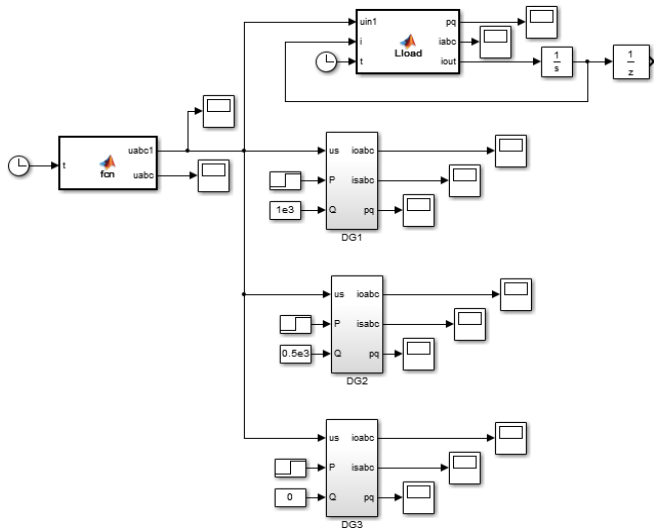 uin1
pq
i
iabc
t
Lload
iout
1
s
1
z
t
fcn
uabc1
uabc
us
ioabc
P
isabc
1e3
Q
pq
DG1
us
ioabc
P
isabc
0.5e3
Q
pq
DG2
us
ioabc
P
isabc
0
Q
pq
DG3